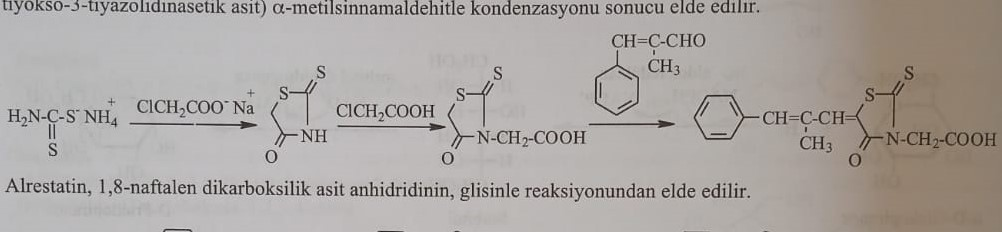 tiyokso-3-tiyazolidinasetik asit) α-metilsinnamaldehitle kondenzasyonu sonucu elde edilir.
CH=C-CHO
CH₃
S
S
NH
O
S
S
N-CH₂-COOH
O
S
S
N-CH₂-COOH
O
H₂N-C-S⁻ NH₄⁺
S
ClCH₂COO⁻ Na⁺
ClCH₂COOH
CH=C-CH=
CH₃
Alrestatin, 1,8-naftalen dikarboksilik asit anhidridinin, glisinle reaksiyonundan elde edilir.